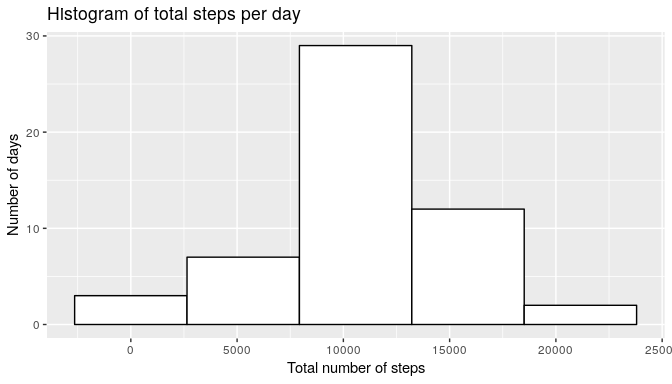 Histogram of total steps per day
30
20
10
0
Number of days
0 5000 10000 15000 20000 2500
Total number of steps